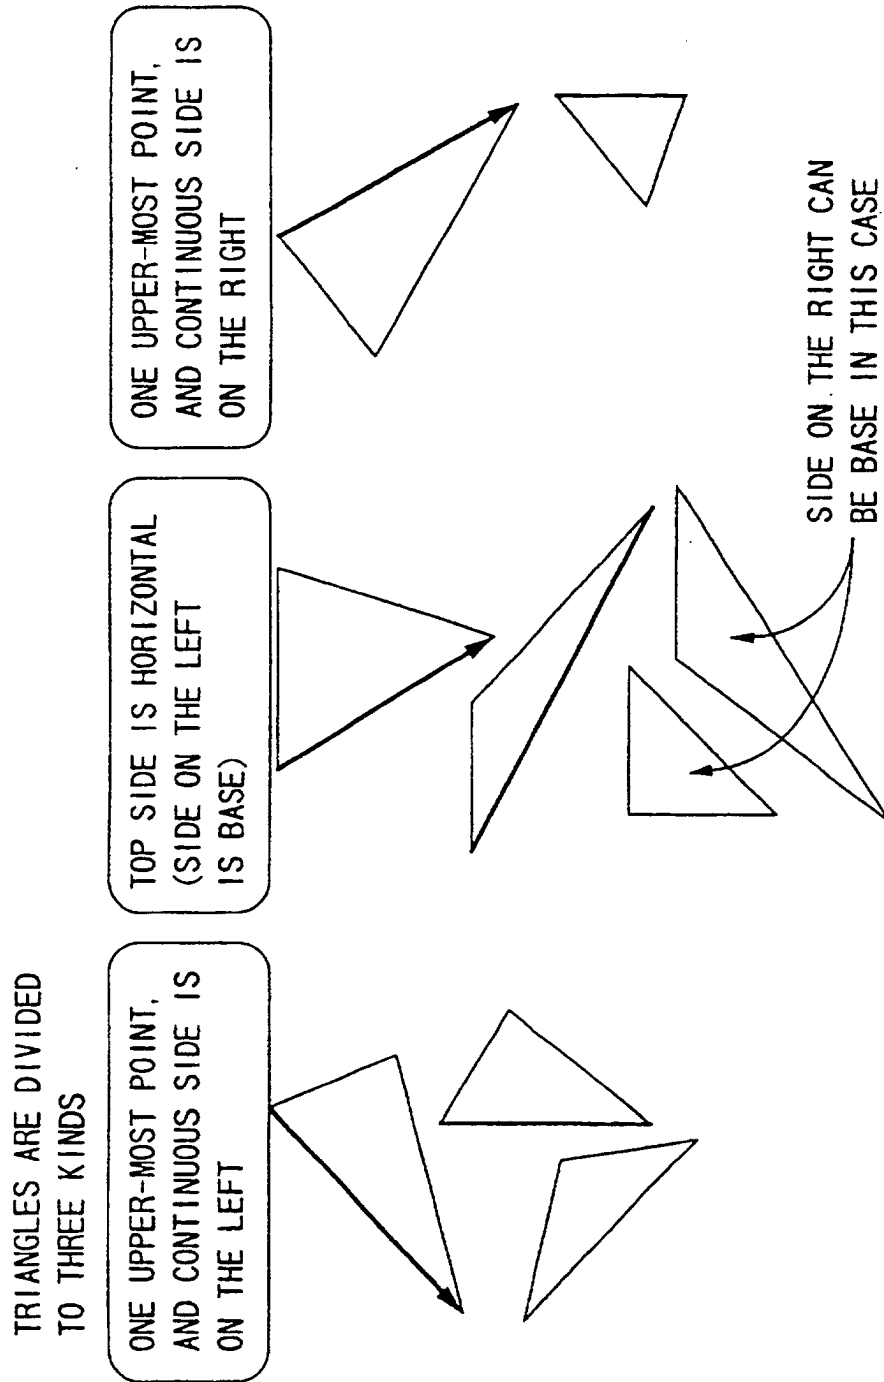 TRIANGLES ARE DIVIDED
TO THREE KINDS
ONE UPPER-MOST POINT,
AND CONTINUOUS SIDE IS
ON THE LEFT
TOP SIDE IS HORIZONTAL
(SIDE ON THE LEFT
IS BASE)
ONE UPPER-MOST POINT,
AND CONTINUOUS SIDE IS
ON THE RIGHT
SIDE ON THE RIGHT CAN
BE BASE IN THIS CASE